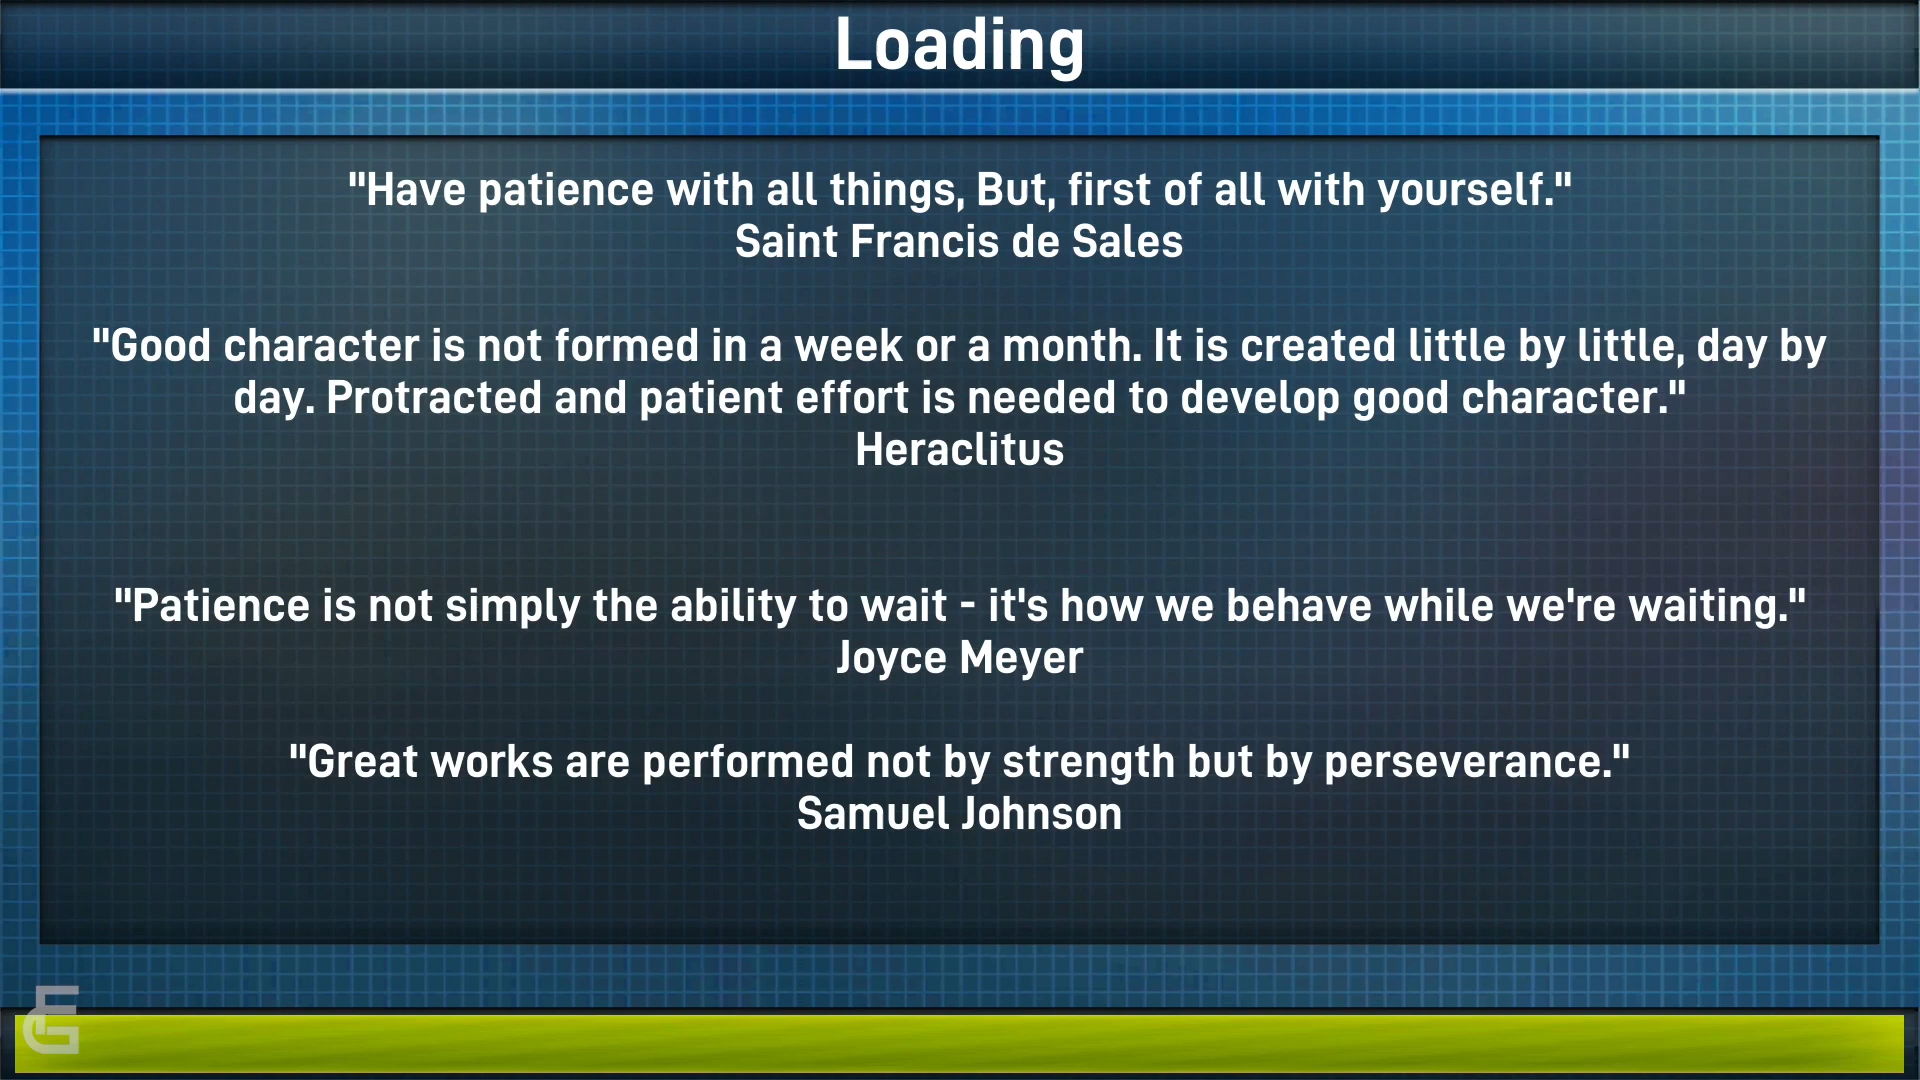 Loading
"Have patience with all things, But, first of all with yourself."
Saint Francis de Sales
"Good character is not formed in a week or a month. It is created little by little, day by
day. Protracted and patient effort is needed to develop good character."
Heraclitus
"Patience is not simply the ability to wait - it's how we behave while we're waiting."
Joyce Meyer
"Great works are performed not by strength but by perseverance."
Samuel Johnson
EG